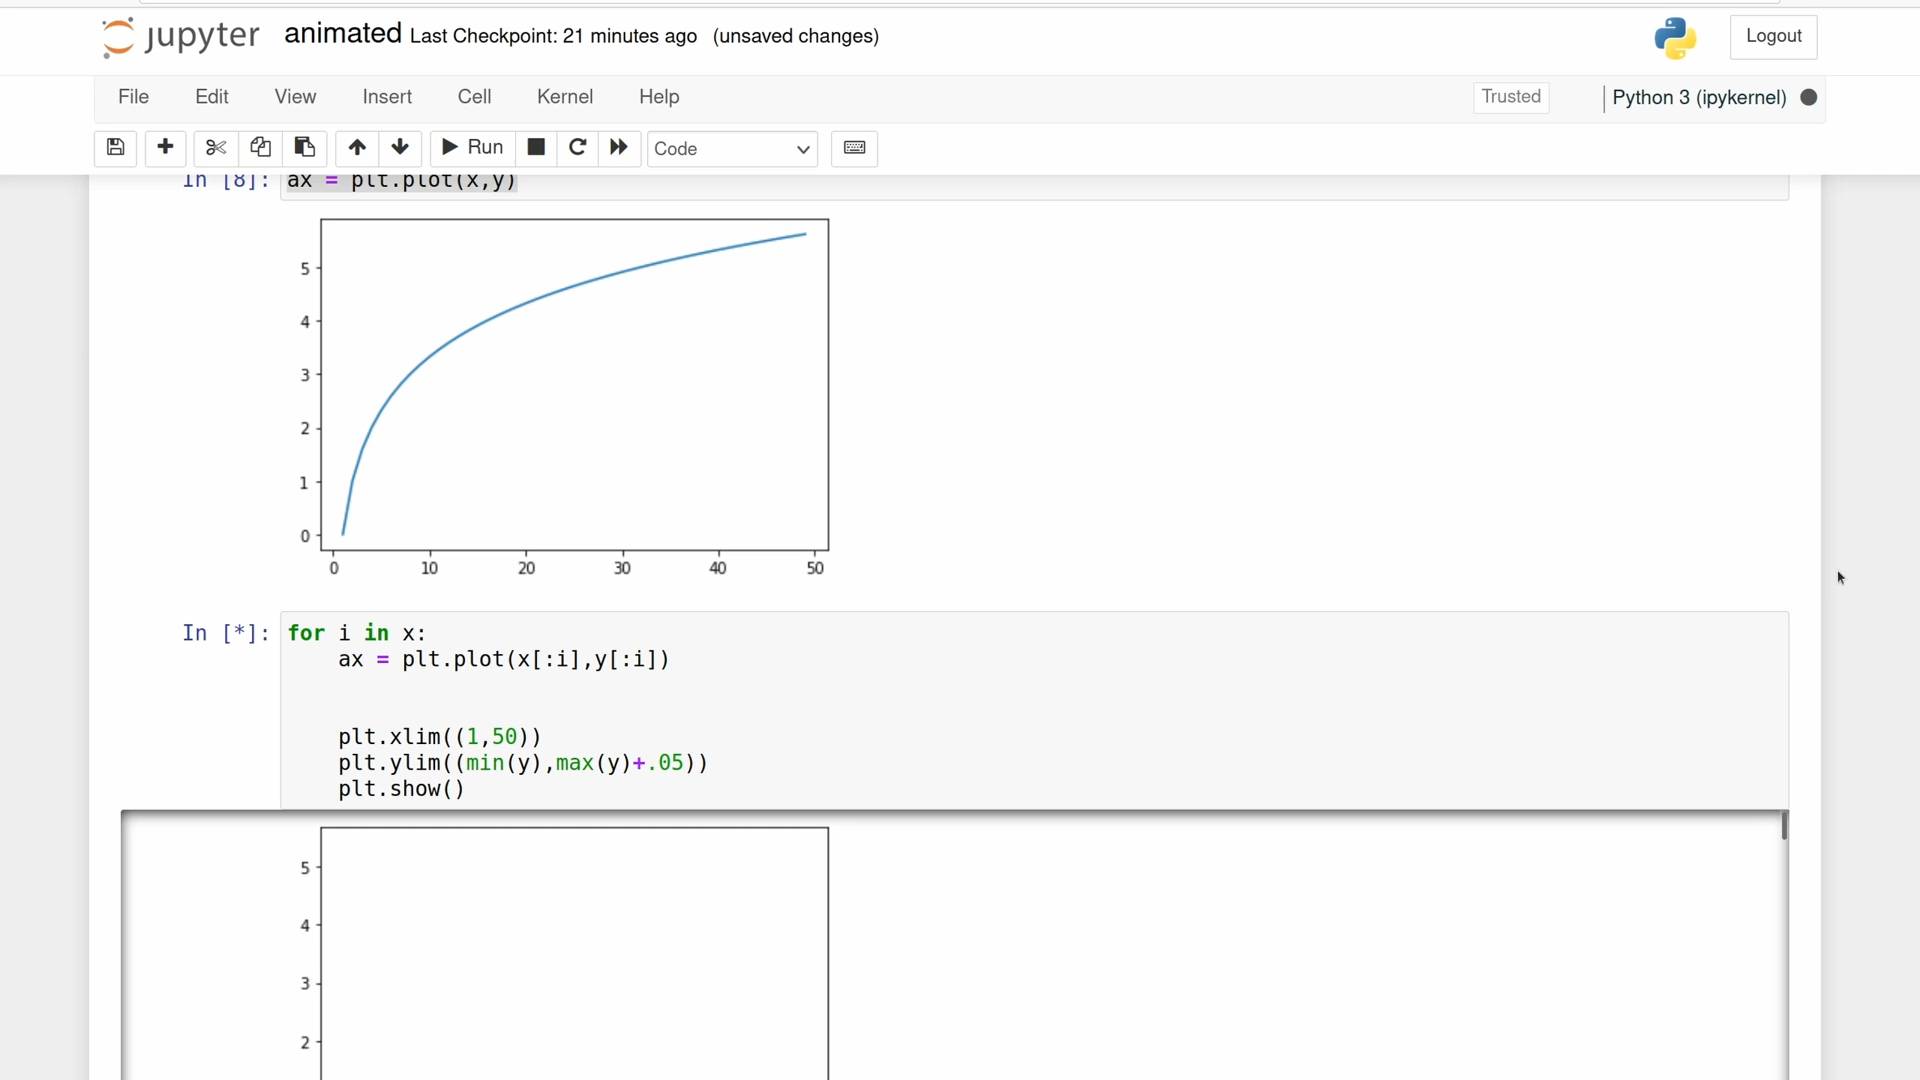 jupyter animated Last Checkpoint: 21 minutes ago (unsaved changes) Logout
File Edit View Insert Cell Kernel Help Trusted Python 3 (ipykernel)
Run Code
In [8]: ax = plt.plot(x,y)
5
4
3
2
1
0
0 10 20 30 40 50
In [*]: for i in x:
ax = plt.plot(x[:i],y[:i])
plt.xlim((1,50))
plt.ylim((min(y),max(y)+.05))
plt.show()
5
4
3
2